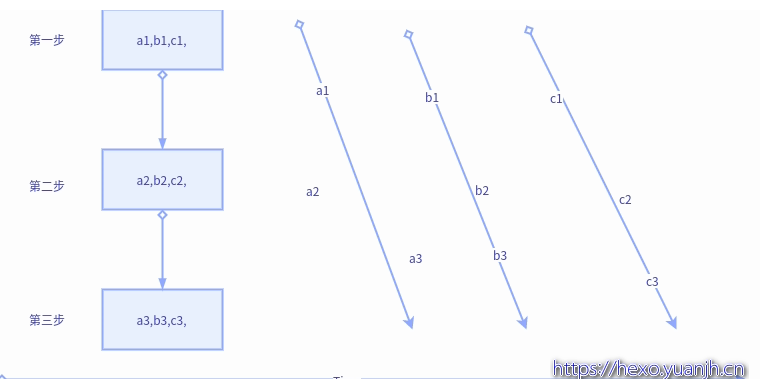 第一步
a1,b1,c1,
a1
b1
c1
第二步
a2,b2,c2,
a2
b2
c2
a3
b3
c3
第三步
a3,b3,c3,
https://hexo.yuanjh.cn